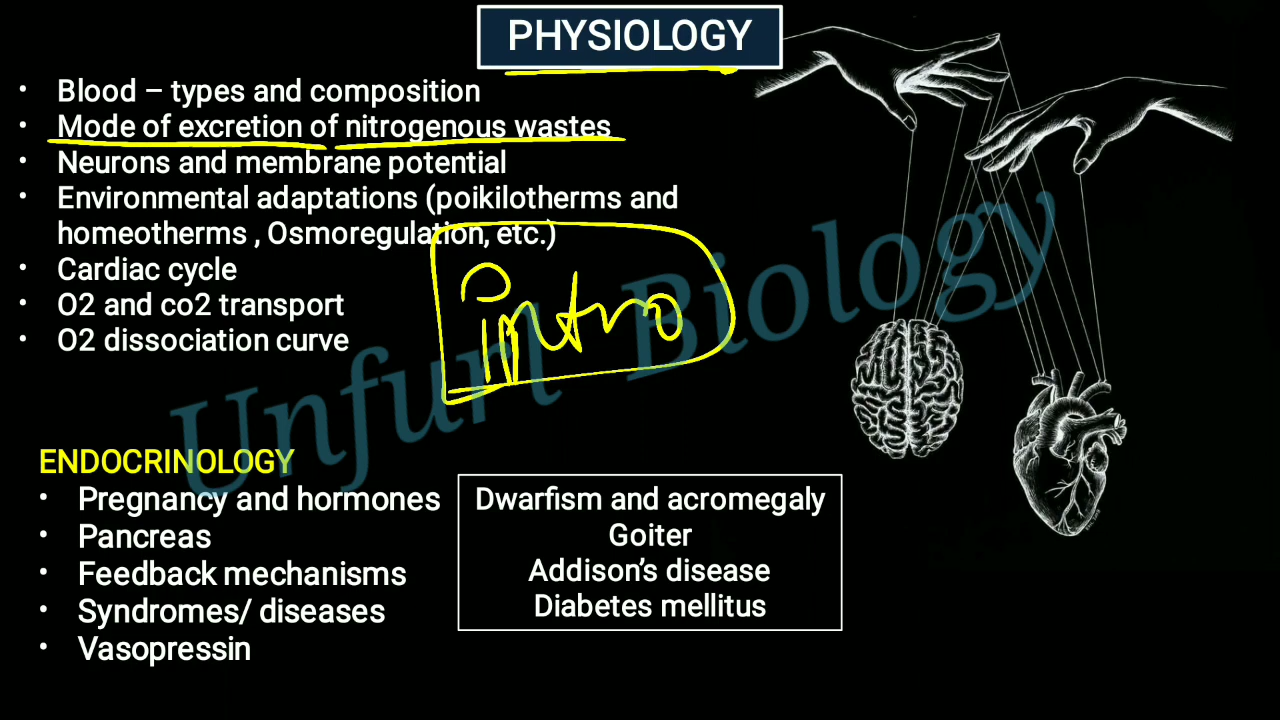 PHYSIOLOGY
• Blood – types and composition
• Mode of excretion of nitrogenous wastes
• Neurons and membrane potential
• Environmental adaptations (poikilotherms and
homeotherms , Osmoregulation, etc.)
• Cardiac cycle
• O2 and co2 transport
• O2 dissociation curve
intro
Unfurl Biology
ENDOCRINOLOGY
• Pregnancy and hormones
• Pancreas
• Feedback mechanisms
• Syndromes/ diseases
• Vasopressin
Dwarfism and acromegaly
Goiter
Addison’s disease
Diabetes mellitus